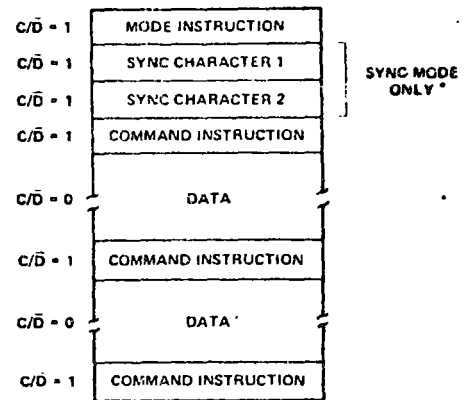 C/D̄ = 1 MODE INSTRUCTION
C/D̄ = 1 SYNC CHARACTER 1
C/D̄ = 1 SYNC CHARACTER 2
SYNC MODE
ONLY*
C/D̄ = 1 COMMAND INSTRUCTION
C/D̄ = 0 DATA
C/D̄ = 1 COMMAND INSTRUCTION
C/D̄ = 0 DATA
C/D̄ = 1 COMMAND INSTRUCTION